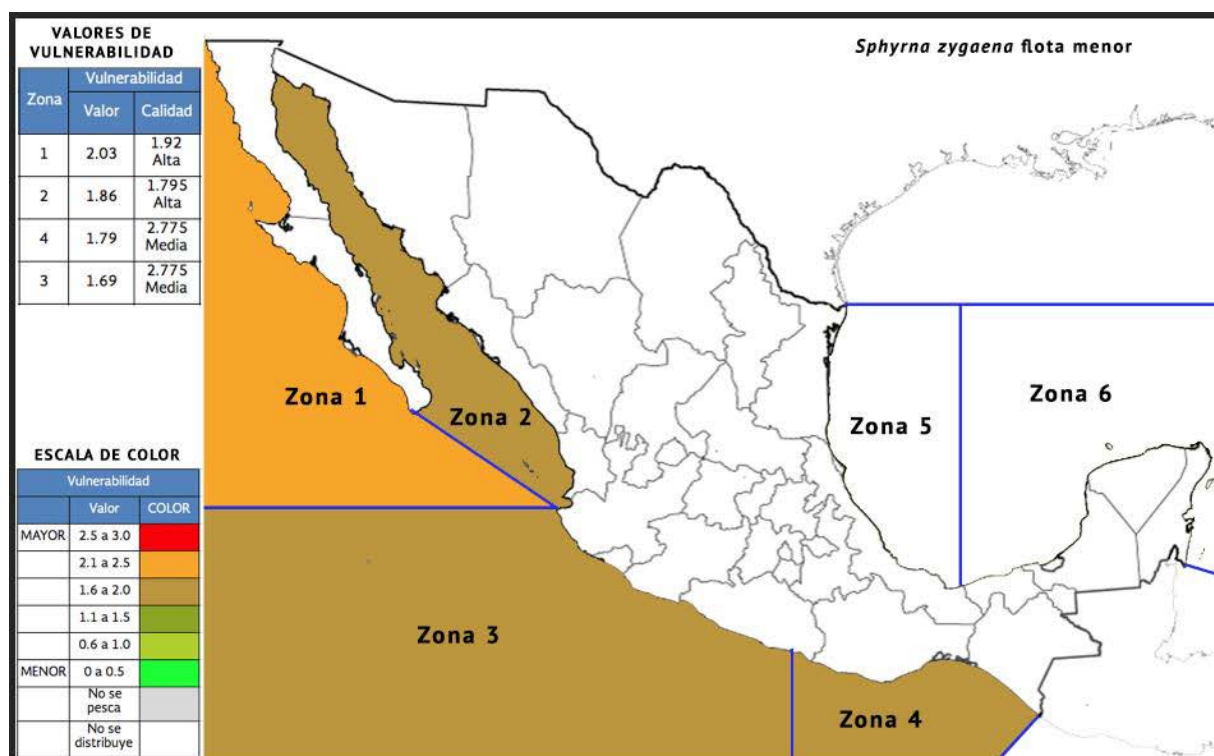 VALORES DE
VULNERABILIDAD
Zona Vulnerabilidad
Valor Calidad
1 2.03 1.92 Alta
2 1.86 1.795 Alta
4 1.79 2.775 Media
3 1.69 2.775 Media
ESCALA DE COLOR
Vulnerabilidad
Valor COLOR
MAYOR 2.5 a 3.0
2.1 a 2.5
1.6 a 2.0
1.1 a 1.5
0.6 a 1.0
MENOR 0 a 0.5
No se
pesca
No se
distribuye
Sphyrna zygaena flota menor
Zona 1
Zona 2
Zona 3
Zona 4
Zona 5
Zona 6